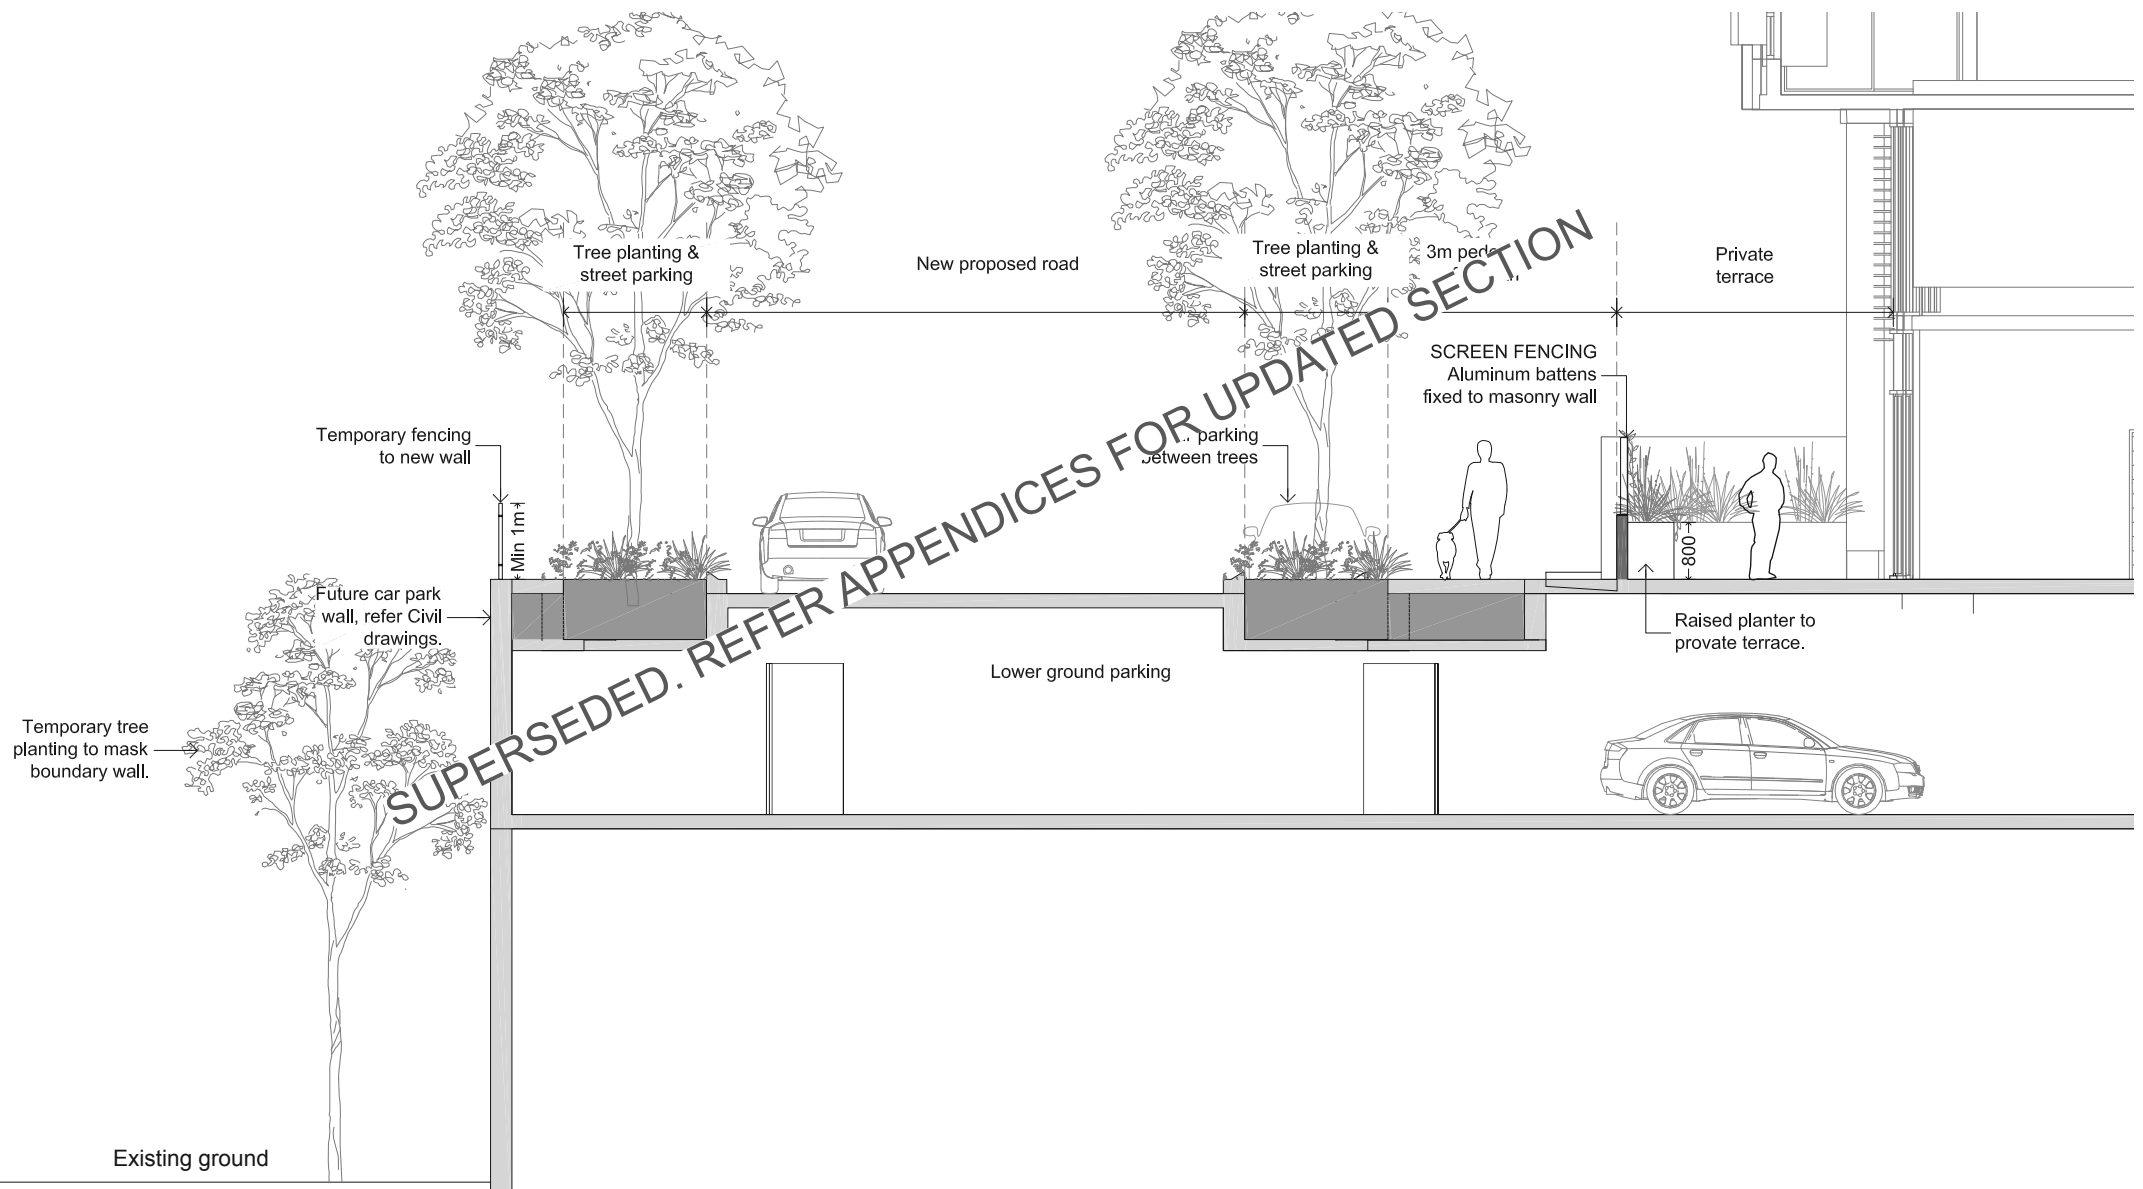 Tree planting &
street parking
New proposed road
Tree planting &
street parking
3m
Private
terrace
SCREEN FENCING
Aluminum battens
fixed to masonry wall
Temporary fencing
to new wall
parking
between trees
Min 1m
800
Future car park
wall, refer Civil
drawings.
Raised planter to
provate terrace.
Lower ground parking
Temporary tree
planting to mask
boundary wall.
Existing ground
SUPERSEDED. REFER APPENDICES FOR UPDATED SECTION